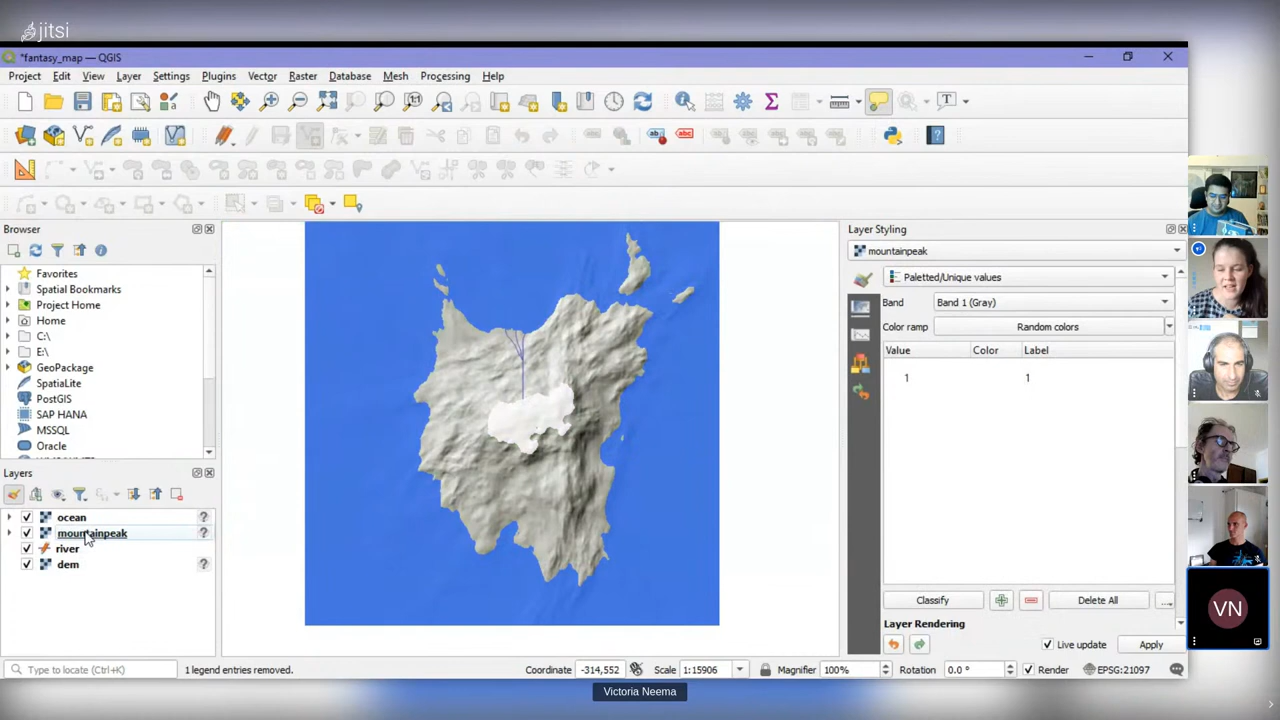 jitsi
*fantasy_map — QGIS
Project Edit View Layer Settings Plugins Vector Raster Database Mesh Processing Help
Browser
Favorites
Spatial Bookmarks
Project Home
Home
C:\
E:\
GeoPackage
SpatiaLite
PostGIS
SAP HANA
MSSQL
Oracle
Layers
ocean
mountainpeak
river
dem
Layer Styling
mountainpeak
Paletted/Unique values
Band Band 1 (Gray)
Color ramp Random colors
Value Color Label
1 1
Classify Delete All ...
Layer Rendering
Live update Apply
Type to locate (Ctrl+K) 1 legend entries removed. Coordinate -314,552 Scale 1:15906 Magnifier 100% Rotation 0.0 ° Render EPSG:21097
VN
Victoria Neema